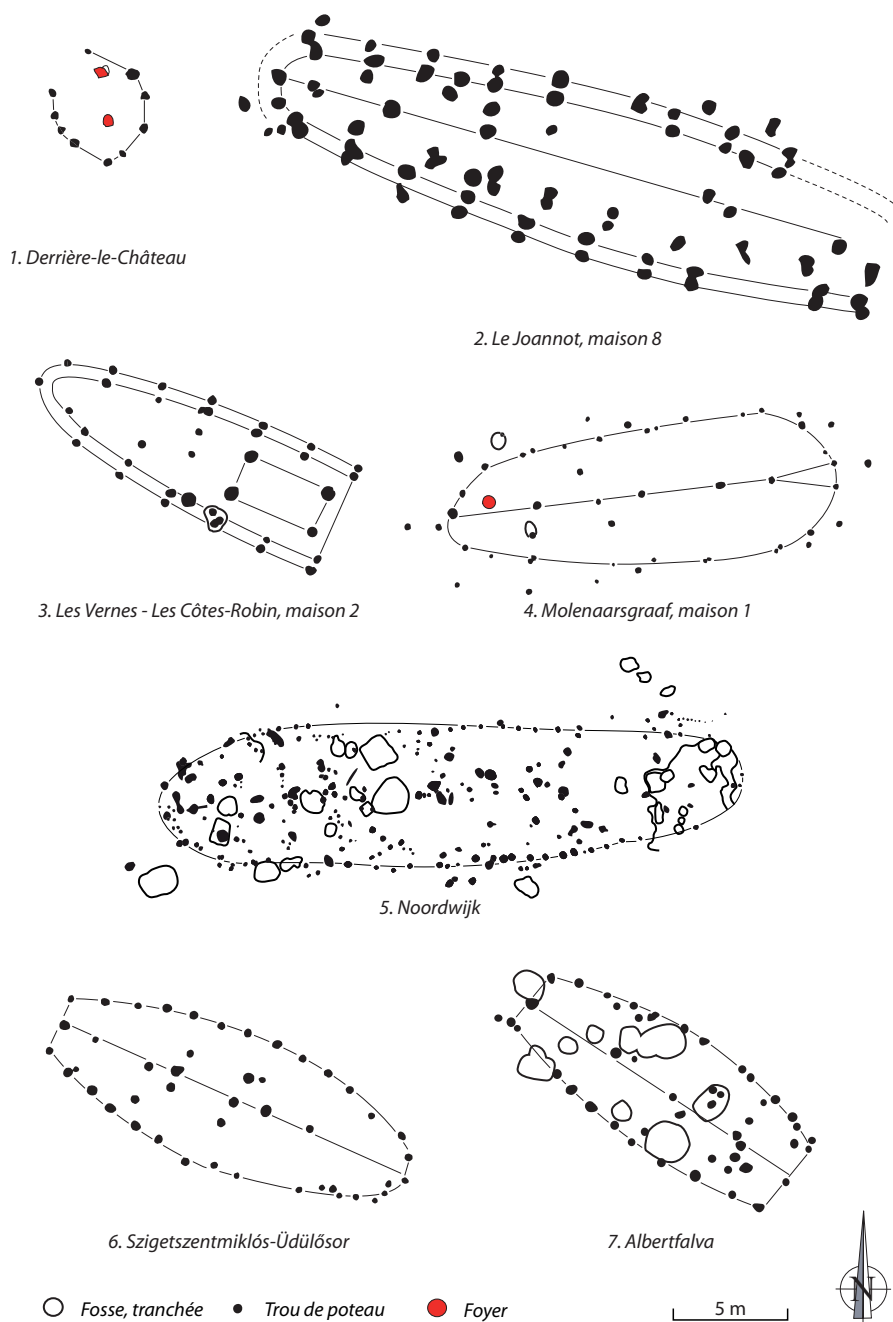 1. Derrière-le-Château
2. Le Joannot, maison 8
3. Les Vernes - Les Côtes-Robin, maison 2
4. Molenaarsgraaf, maison 1
5. Noordwijk
6. Szigetszentmiklós-Üdülősor
7. Albertfalva
Fosse, tranchée
Trou de poteau
Foyer
5 m
N